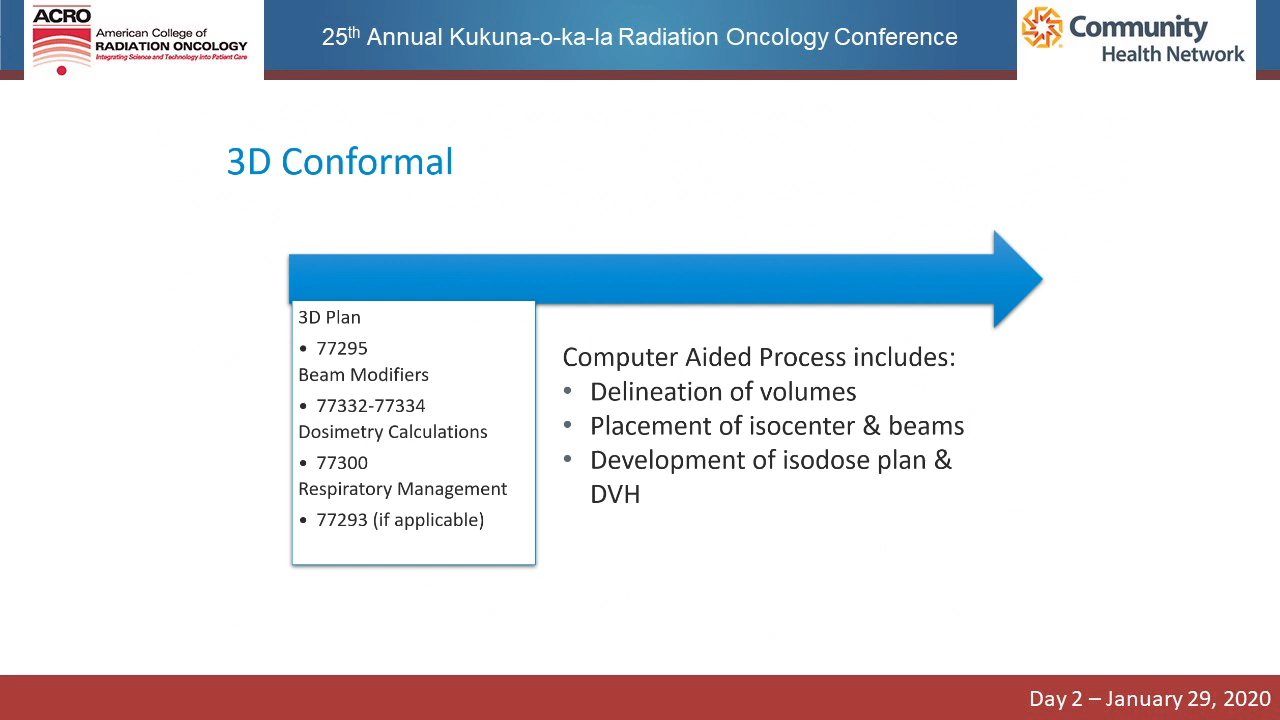 ACRO
American College of
RADIATION ONCOLOGY
Integrating Science and Technology Into Patient Care
25th Annual Kukuna-o-ka-la Radiation Oncology Conference
Community
Health Network
3D Conformal
3D Plan
• 77295
Beam Modifiers
• 77332-77334
Dosimetry Calculations
• 77300
Respiratory Management
• 77293 (if applicable)
Computer Aided Process includes:
• Delineation of volumes
• Placement of isocenter & beams
• Development of isodose plan &
DVH
Day 2 – January 29, 2020